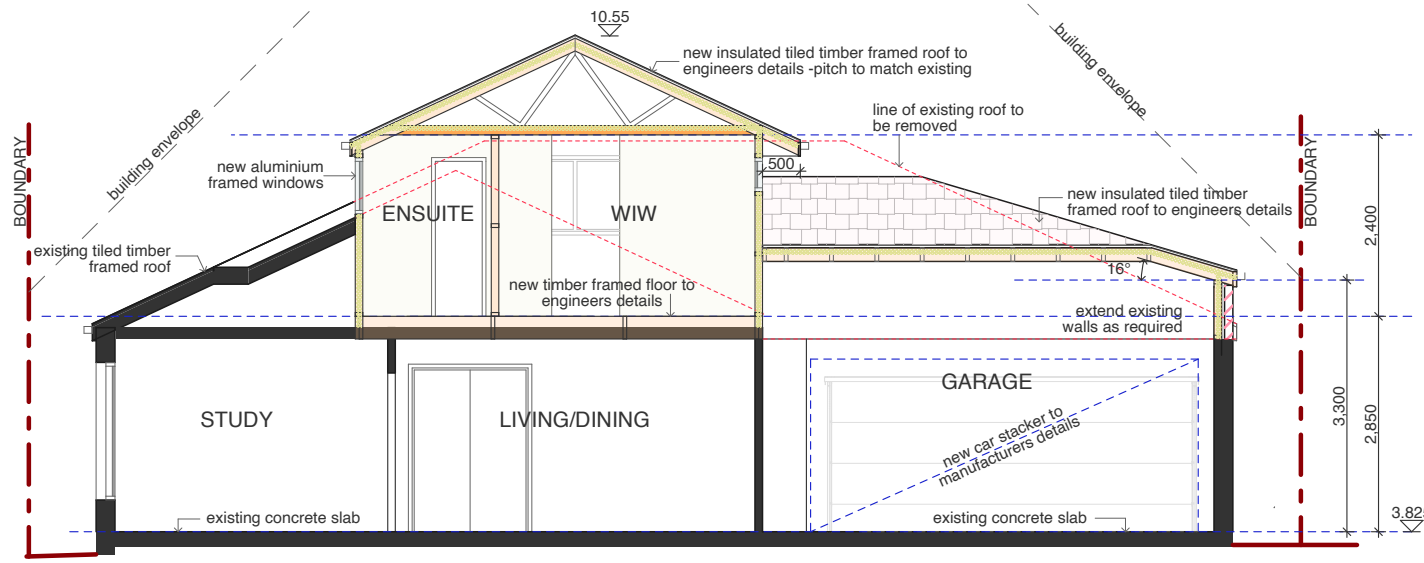 10.55
new insulated tiled timber framed roof to
engineers details -pitch to match existing
building envelope
building envelope
line of existing roof to
be removed
BOUNDARY
BOUNDARY
new aluminium
framed windows
500
ENSUITE
WIW
new insulated tiled timber
framed roof to engineers details
2,400
existing tiled timber
framed roof
16°
new timber framed floor to
engineers details
extend existing
walls as required
GARAGE
STUDY
LIVING/DINING
3,300
2,850
new car stacker to
manufacturers details
existing concrete slab
existing concrete slab